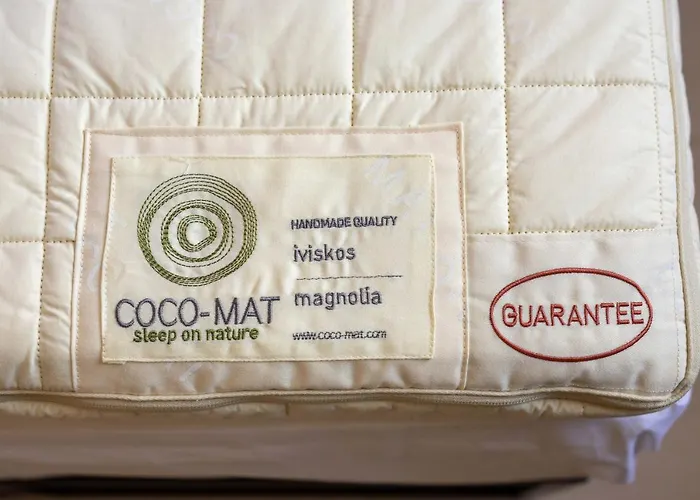 HANDMADE QUALITY
iviskos
magnolia
COCO-MAT
sleep on nature
www.coco-mat.com
GUARANTEE